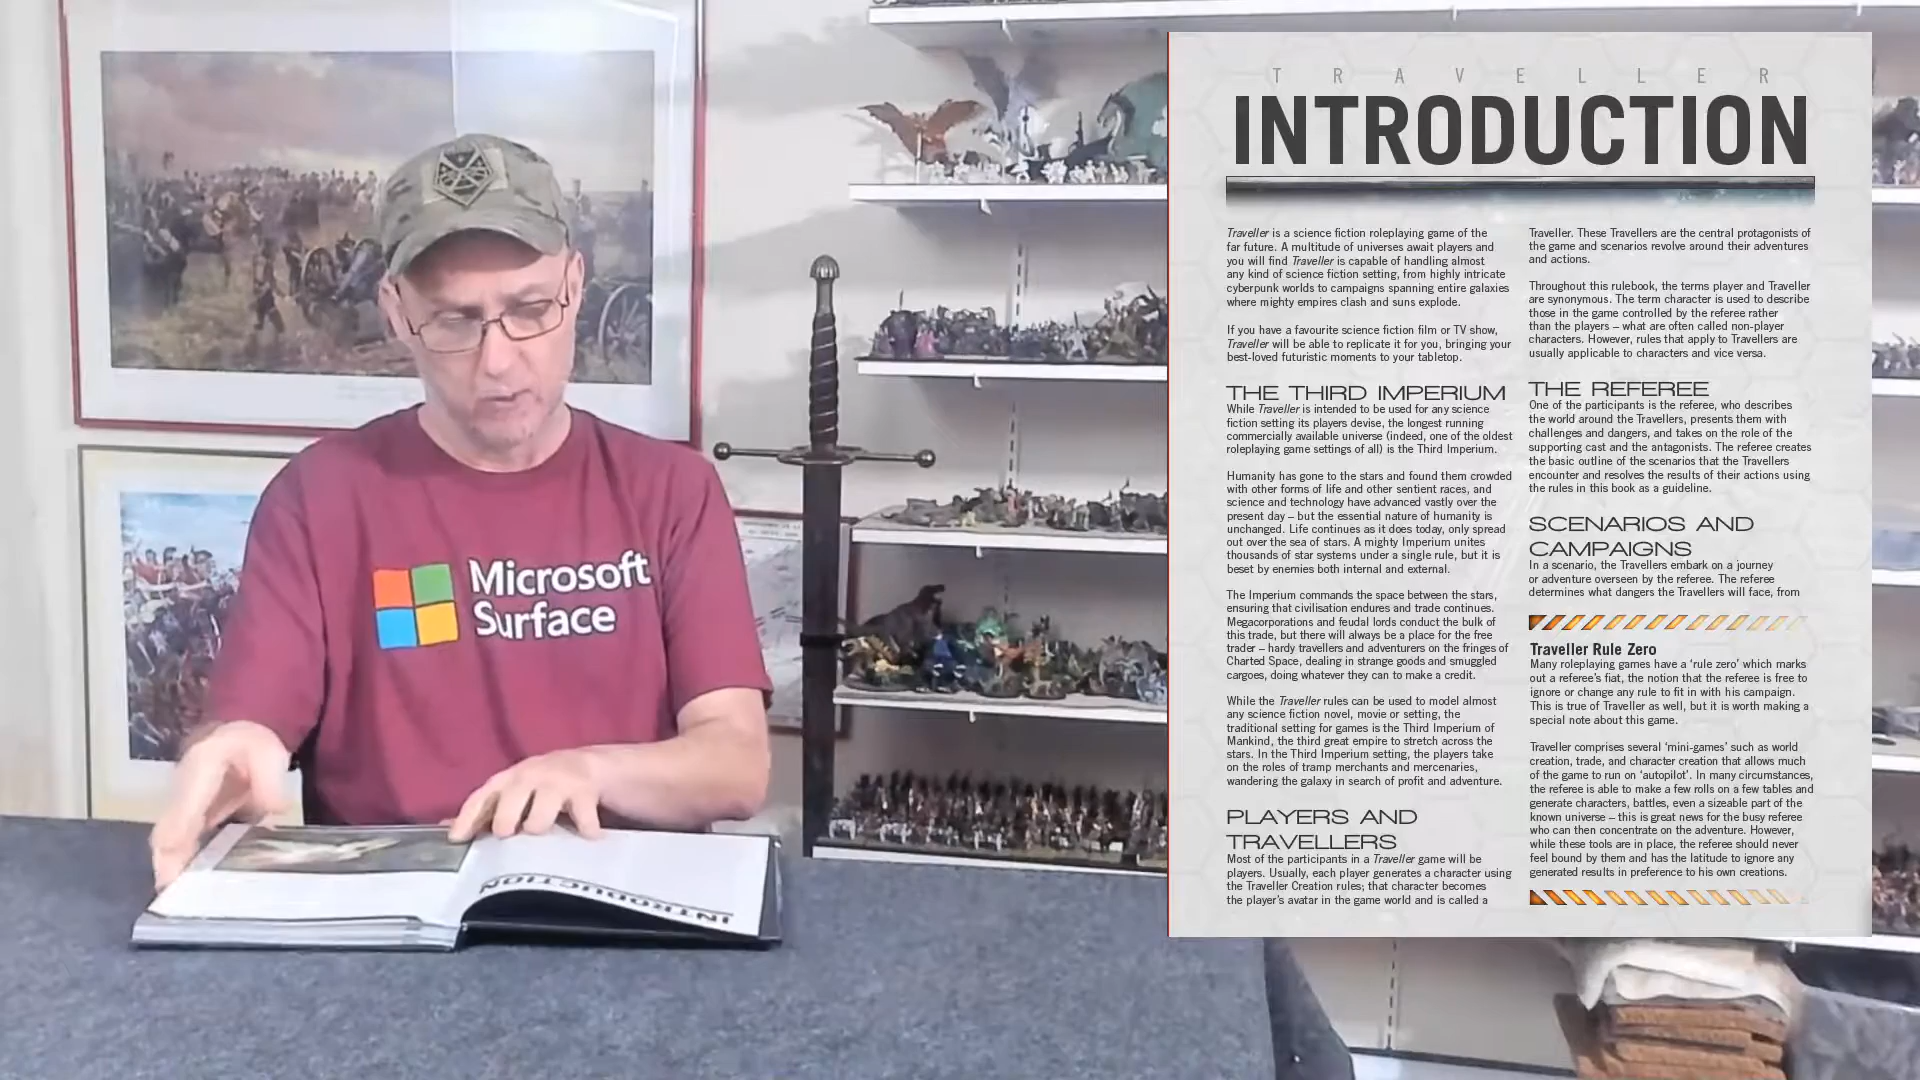 Microsoft
Surface
INTRODUCTION
TRAVELLER
INTRODUCTION
Traveller is a science fiction roleplaying game of the
far future. A multitude of universes await players and
you will find Traveller is capable of handling almost
any kind of science fiction setting, from highly intricate
cyberpunk worlds to campaigns spanning entire galaxies
where mighty empires clash and suns explode.
If you have a favourite science fiction film or TV show,
Traveller will be able to replicate it for you, bringing your
best-loved futuristic moments to your tabletop.
THE THIRD IMPERIUM
While Traveller is intended to be used for any science
fiction setting its players devise, the longest running
commercially available universe (indeed, one of the oldest
roleplaying game settings of all) is the Third Imperium.
Humanity has gone to the stars and found them crowded
with other forms of life and other sentient races, and
science and technology have advanced vastly over the
present day – but the essential nature of humanity is
unchanged. Life continues as it does today, only spread
out over the sea of stars. A mighty Imperium unites
thousands of star systems under a single rule, but it is
beset by enemies both internal and external.
The Imperium commands the space between the stars,
ensuring that civilisation endures and trade continues.
Megacorporations and feudal lords conduct the bulk of
this trade, but there will always be a place for the free
trader – hardy travellers and adventurers on the fringes of
Charted Space, dealing in strange goods and smuggled
cargoes, doing whatever they can to make a credit.
While the Traveller rules can be used to model almost
any science fiction novel, movie or setting, the
traditional setting for games is the Third Imperium of
Mankind, the third great empire to stretch across the
stars. In the Third Imperium setting, the players take
on the roles of tramp merchants and mercenaries,
wandering the galaxy in search of profit and adventure.
PLAYERS AND
TRAVELLERS
Most of the participants in a Traveller game will be
players. Usually, each player generates a character using
the Traveller Creation rules; that character becomes
the player's avatar in the game world and is called a
Traveller. These Travellers are the central protagonists of
the game and scenarios revolve around their adventures
and actions.
Throughout this rulebook, the terms player and Traveller
are synonymous. The term character is used to describe
those in the game controlled by the referee rather
than the players – what are often called non-player
characters. However, rules that apply to Travellers are
usually applicable to characters and vice versa.
THE REFEREE
One of the participants is the referee, who describes
the world around the Travellers, presents them with
challenges and dangers, and takes on the role of the
supporting cast and the antagonists. The referee creates
the basic outline of the scenarios that the Travellers
encounter and resolves the results of their actions using
the rules in this book as a guideline.
SCENARIOS AND
CAMPAIGNS
In a scenario, the Travellers embark on a journey
or adventure overseen by the referee. The referee
determines what dangers the Travellers will face, from
Traveller Rule Zero
Many roleplaying games have a ‘rule zero’ which marks
out a referee's fiat, the notion that the referee is free to
ignore or change any rule to fit in with his campaign.
This is true of Traveller as well, but it is worth making a
special note about this game.
Traveller comprises several ‘mini-games’ such as world
creation, trade, and character creation that allows much
of the game to run on ‘autopilot’. In many circumstances,
the referee is able to make a few rolls on a few tables and
generate characters, battles, even a sizeable part of the
known universe – this is great news for the busy referee
who can then concentrate on the adventure. However,
while these tools are in place, the referee should never
feel bound by them and has the latitude to ignore any
generated results in preference to his own creations.